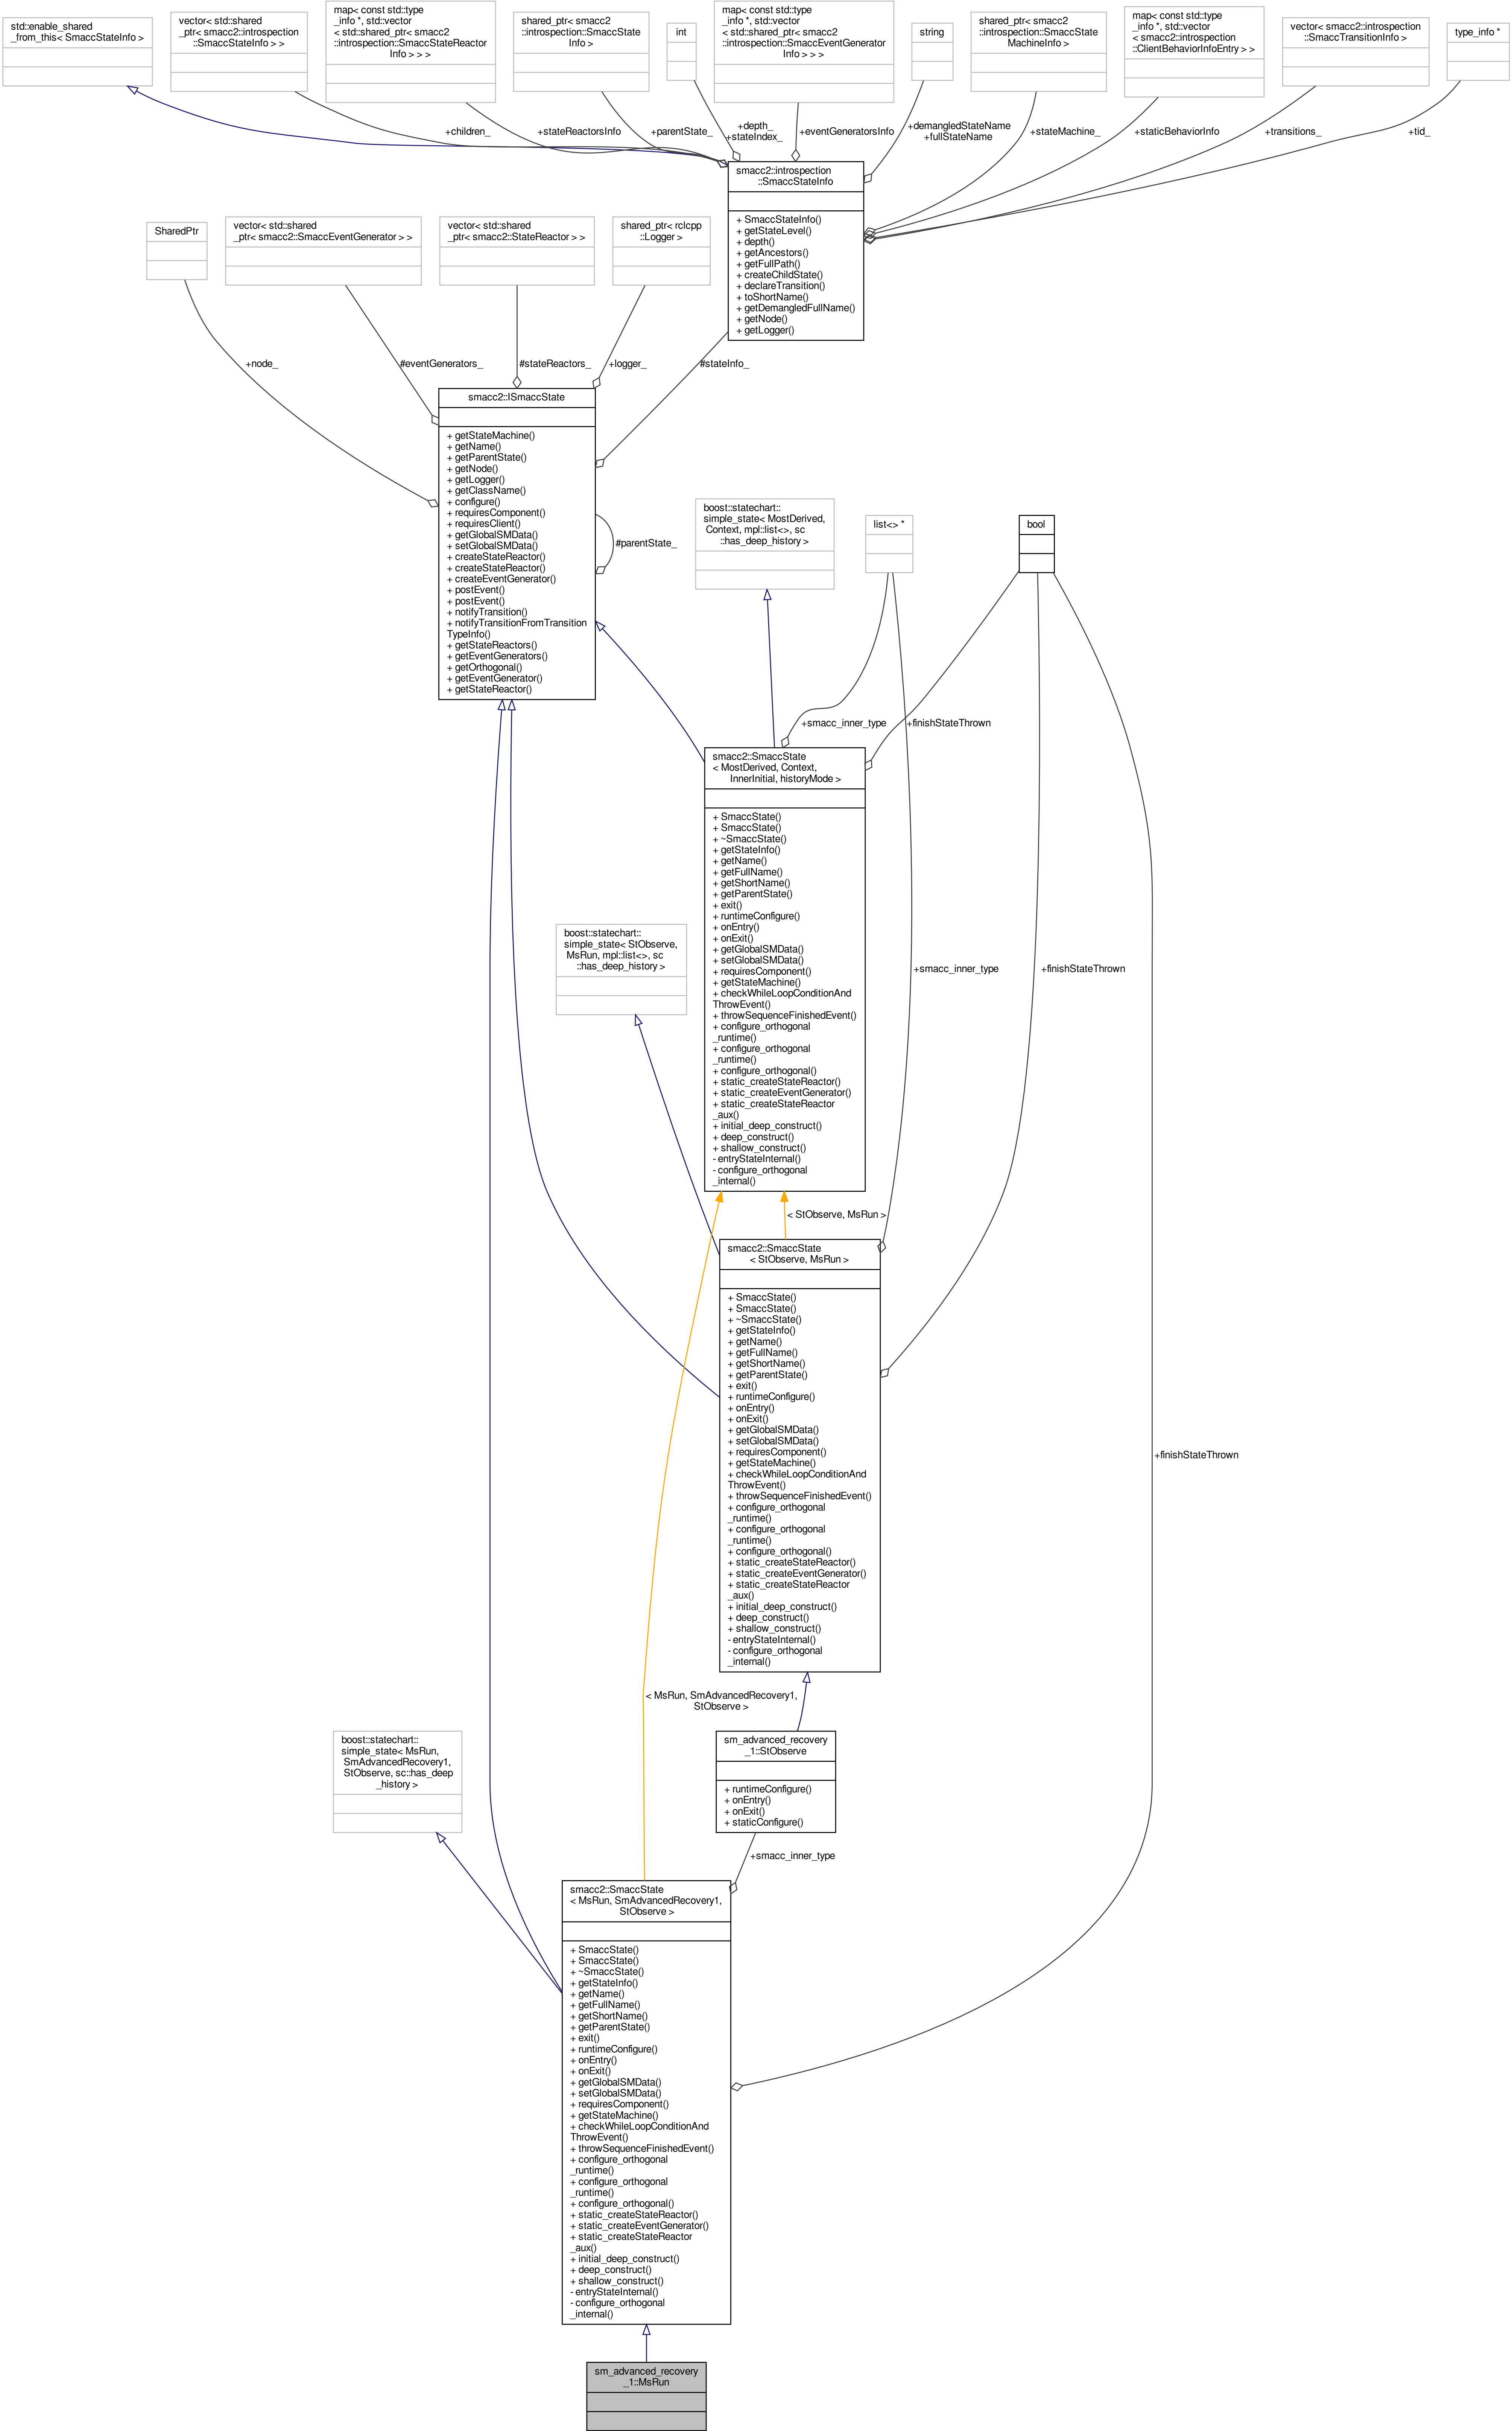 std::enable_shared
_from_this< SmaccStateInfo >
vector< std::shared
_ptr< smacc2::introspection
::SmaccStateInfo > >
map< const std::type
_info *, std::vector
< std::shared_ptr< smacc2
::introspection::SmaccStateReactor
Info > > >
shared_ptr< smacc2
::introspection::SmaccState
Info >
int
map< const std::type
_info *, std::vector
< std::shared_ptr< smacc2
::introspection::SmaccEventGenerator
Info > > >
string
shared_ptr< smacc2
::introspection::SmaccState
MachineInfo >
map< const std::type
_info *, std::vector
< smacc2::introspection
::ClientBehaviorInfoEntry > >
vector< smacc2::introspection
::SmaccTransitionInfo >
type_info *
+children_
+stateReactorsInfo
+parentState_
+depth_
+stateIndex_
+eventGeneratorsInfo
+demangledStateName
+fullStateName
+stateMachine_
+staticBehaviorInfo
+transitions_
+tid_
smacc2::introspection
::SmaccStateInfo
+ SmaccStateInfo()
+ getStateLevel()
+ depth()
+ getAncestors()
+ getFullPath()
+ createChildState()
+ declareTransition()
+ toShortName()
+ getDemangledFullName()
+ getNode()
+ getLogger()
SharedPtr
vector< std::shared
_ptr< smacc2::SmaccEventGenerator > >
vector< std::shared
_ptr< smacc2::StateReactor > >
shared_ptr< rclcpp
::Logger >
+node_
#eventGenerators_
#stateReactors_
+logger_
#stateInfo_
smacc2::ISmaccState
+ getStateMachine()
+ getName()
+ getParentState()
+ getNode()
+ getLogger()
+ getClassName()
+ configure()
+ requiresComponent()
+ requiresClient()
+ getGlobalSMData()
+ setGlobalSMData()
+ createStateReactor()
+ createStateReactor()
+ createEventGenerator()
+ postEvent()
+ postEvent()
+ notifyTransition()
+ notifyTransitionFromTransition
TypeInfo()
+ getStateReactors()
+ getEventGenerators()
+ getOrthogonal()
+ getEventGenerator()
+ getStateReactor()
#parentState_
boost::statechart::
simple_state< MostDerived,
Context, mpl::list<>, sc
::has_deep_history >
list<> *
bool
+smacc_inner_type
+finishStateThrown
smacc2::SmaccState
< MostDerived, Context,
InnerInitial, historyMode >
+ SmaccState()
+ SmaccState()
+ ~SmaccState()
+ getStateInfo()
+ getName()
+ getFullName()
+ getShortName()
+ getParentState()
+ exit()
+ runtimeConfigure()
+ onEntry()
+ onExit()
+ getGlobalSMData()
+ setGlobalSMData()
+ requiresComponent()
+ getStateMachine()
+ checkWhileLoopConditionAnd
ThrowEvent()
+ throwSequenceFinishedEvent()
+ configure_orthogonal
_runtime()
+ configure_orthogonal
_runtime()
+ configure_orthogonal()
+ static_createStateReactor()
+ static_createEventGenerator()
+ static_createStateReactor
_aux()
+ initial_deep_construct()
+ deep_construct()
+ shallow_construct()
- entryStateInternal()
- configure_orthogonal
_internal()
boost::statechart::
simple_state< StObserve,
MsRun, mpl::list<>, sc
::has_deep_history >
+smacc_inner_type
+finishStateThrown
< StObserve, MsRun >
smacc2::SmaccState
< StObserve, MsRun >
+ SmaccState()
+ SmaccState()
+ ~SmaccState()
+ getStateInfo()
+ getName()
+ getFullName()
+ getShortName()
+ getParentState()
+ exit()
+ runtimeConfigure()
+ onEntry()
+ onExit()
+ getGlobalSMData()
+ setGlobalSMData()
+ requiresComponent()
+ getStateMachine()
+ checkWhileLoopConditionAnd
ThrowEvent()
+ throwSequenceFinishedEvent()
+ configure_orthogonal
_runtime()
+ configure_orthogonal
_runtime()
+ configure_orthogonal()
+ static_createStateReactor()
+ static_createEventGenerator()
+ static_createStateReactor
_aux()
+ initial_deep_construct()
+ deep_construct()
+ shallow_construct()
- entryStateInternal()
- configure_orthogonal
_internal()
+finishStateThrown
< MsRun, SmAdvancedRecovery1,
StObserve >
boost::statechart::
simple_state< MsRun,
SmAdvancedRecovery1,
StObserve, sc::has_deep
_history >
sm_advanced_recovery
_1::StObserve
+ runtimeConfigure()
+ onEntry()
+ onExit()
+ staticConfigure()
+smacc_inner_type
smacc2::SmaccState
< MsRun, SmAdvancedRecovery1,
StObserve >
+ SmaccState()
+ SmaccState()
+ ~SmaccState()
+ getStateInfo()
+ getName()
+ getFullName()
+ getShortName()
+ getParentState()
+ exit()
+ runtimeConfigure()
+ onEntry()
+ onExit()
+ getGlobalSMData()
+ setGlobalSMData()
+ requiresComponent()
+ getStateMachine()
+ checkWhileLoopConditionAnd
ThrowEvent()
+ throwSequenceFinishedEvent()
+ configure_orthogonal
_runtime()
+ configure_orthogonal
_runtime()
+ configure_orthogonal()
+ static_createStateReactor()
+ static_createEventGenerator()
+ static_createStateReactor
_aux()
+ initial_deep_construct()
+ deep_construct()
+ shallow_construct()
- entryStateInternal()
- configure_orthogonal
_internal()
sm_advanced_recovery
_1::MsRun